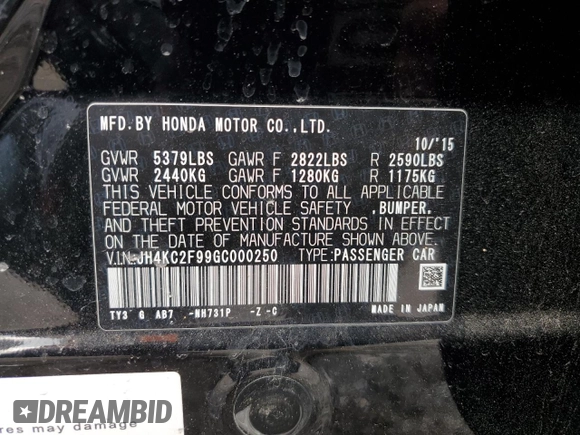 MFD.BY HONDA MOTOR CO.,LTD.
10/'15
GVWR 5379LBS GAWR F 2822LBS R 2590LBS
GVWR 2440KG GAWR F 1280KG R 1175KG
THIS VEHICLE CONFORMS TO ALL APPLICABLE
FEDERAL MOTOR VEHICLE SAFETY ,BUMPER,
AND THEFT PREVENTION STANDARDS IN EFFECT
ON THE DATE OF MANUFACTURE SHOWN ABOVE.
V.I.N:JH4KC2F99GC000250 TYPE:PASSENGER CAR
TY3 G AB7 -NH731P -Z -C MADE IN JAPAN
res may damage
DREAMBID